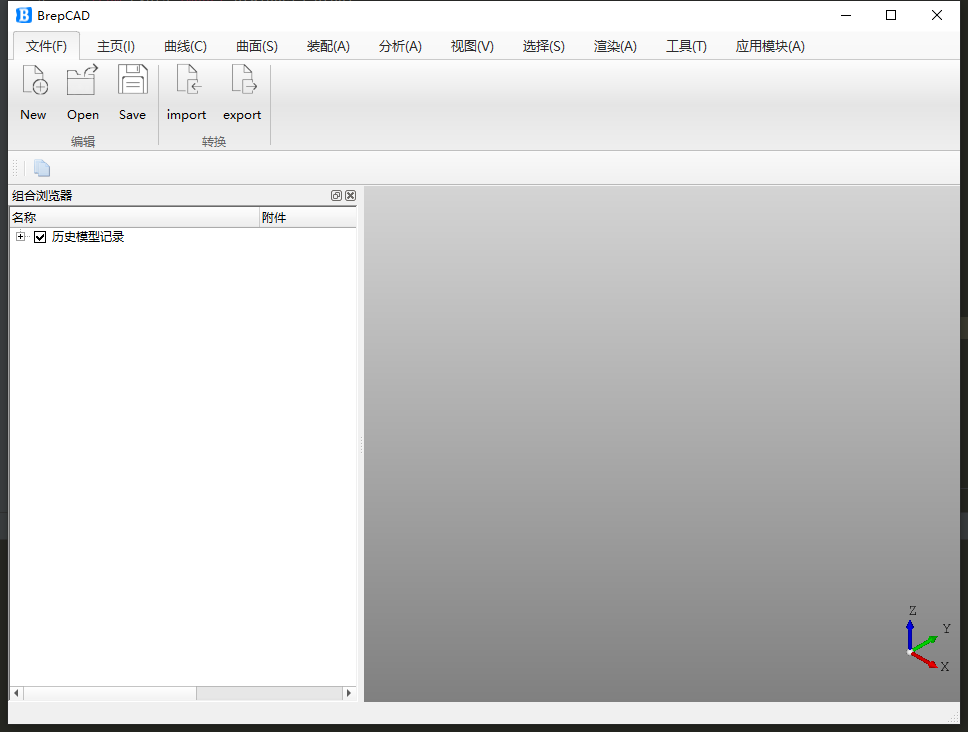 BrepCAD
文件(F) 主页(I) 曲线(C) 曲面(S) 装配(A) 分析(A) 视图(V) 选择(S) 渲染(A) 工具(T) 应用模块(A)
New Open Save import export
编辑 转换
组合浏览器
名称 附件
历史模型记录
Z
Y
X